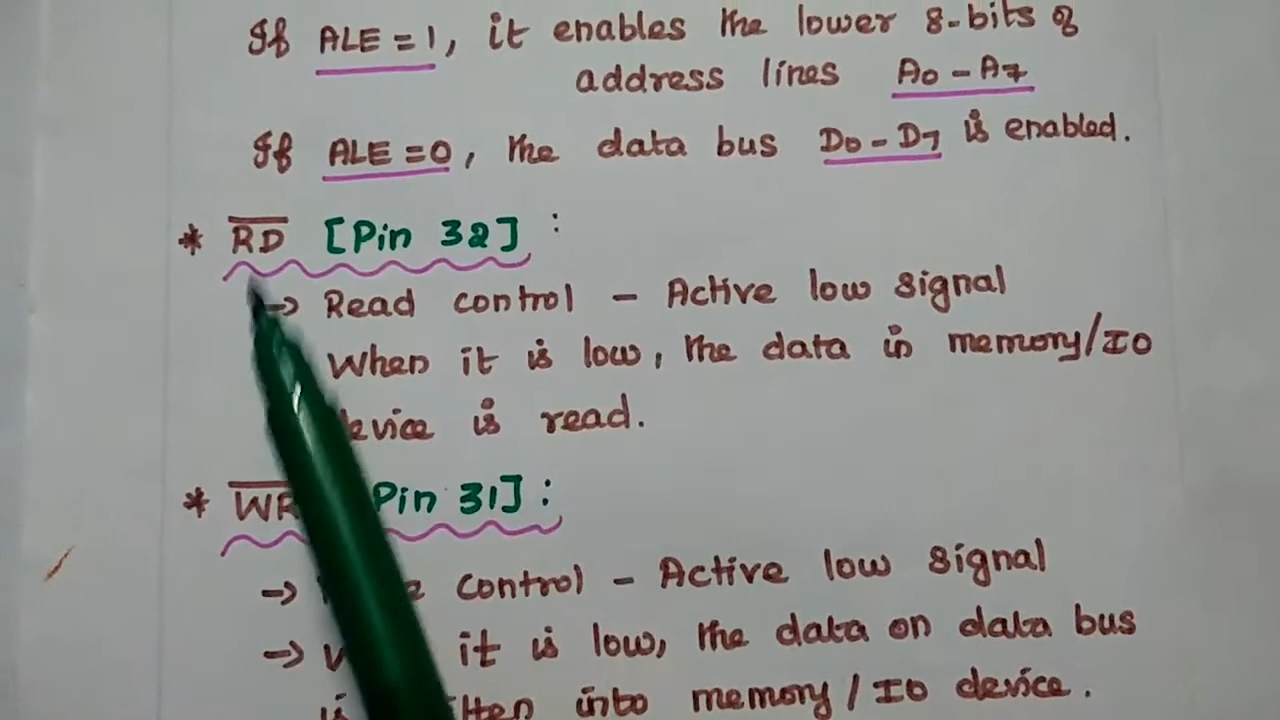 If ALE = 1, it enables the lower 8-bits of
address lines A0 - A7
If ALE = 0, the data bus D0 - D7 is enabled.
* R̅D̅ [Pin 32] :
→ Read control - Active low signal
When it is low, the data in memory/IO
device is read.
* W̅R̅ Pin 31] :
→ control - Active low signal
→ it is low, the data on data bus
into memory / IO device.